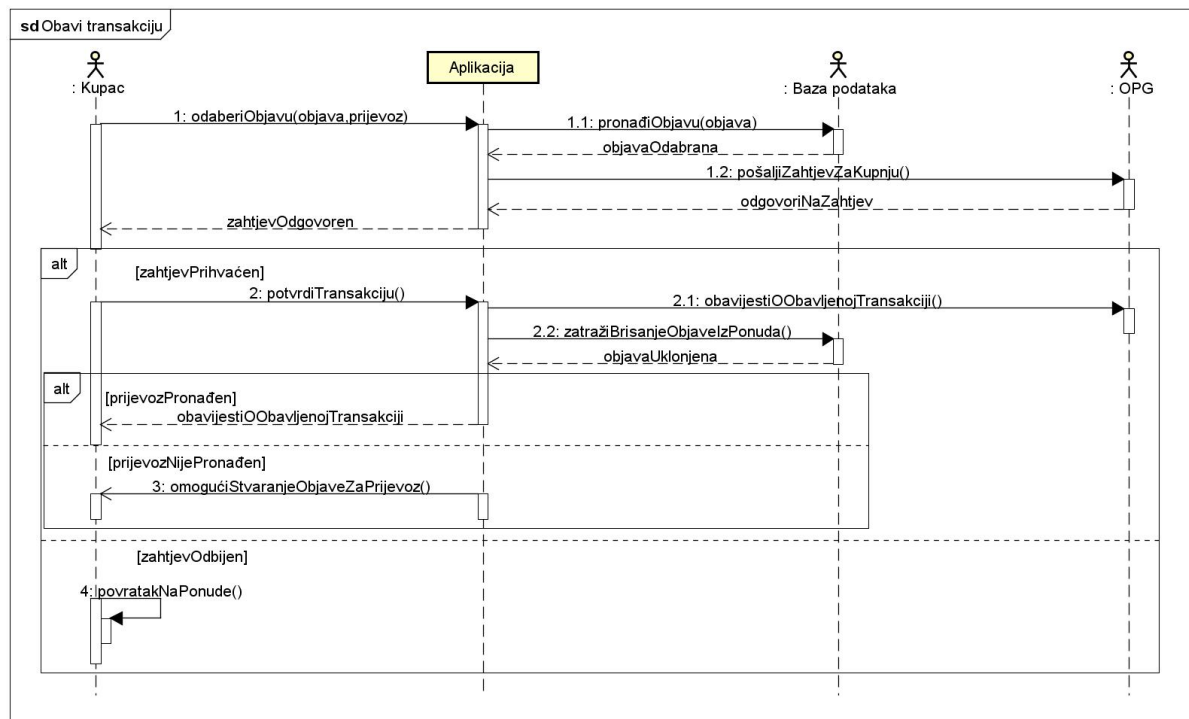 sd Obavi transakciju
: Kupac
Aplikacija
: Baza podataka
: OPG
1: odaberiObjavu(objava,prijevoz)
1.1: pronađiObjavu(objava)
objavaOdabrana
1.2: pošaljiZahtjevZaKupnju()
odgovoriNaZahtjev
zahtjevOdgovoren
alt
[zahtjevPrihvaćen]
2: potvrdiTransakciju()
2.1: obavijestiOObavljenojTransakciji()
2.2: zatražiBrisanjeObjaveIzPonuda()
objavaUklonjena
alt
[prijevozPronađen]
obavijestiOObavljenojTransakciji
[prijevozNijePronađen]
3: omogućiStvaranjeObjaveZaPrijevoz()
[zahtjevOdbijen]
4: povratakNaPonude()